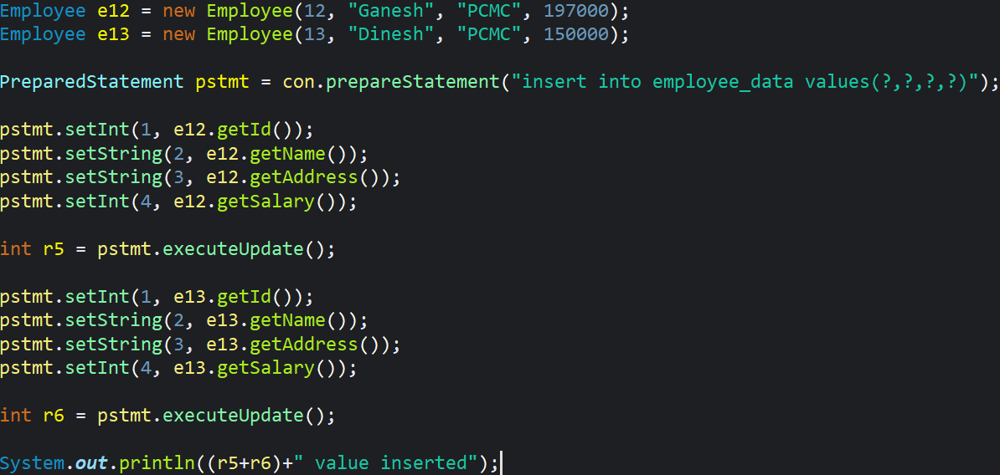 Employee e12 = new Employee(12, "Ganesh", "PCMC", 197000);
Employee e13 = new Employee(13, "Dinesh", "PCMC", 150000);
PreparedStatement pstmt = con.prepareStatement("insert into employee_data values(?,?,?,?)");
pstmt.setInt(1, e12.getId());
pstmt.setString(2, e12.getName());
pstmt.setString(3, e12.getAddress());
pstmt.setInt(4, e12.getSalary());
int r5 = pstmt.executeUpdate();
pstmt.setInt(1, e13.getId());
pstmt.setString(2, e13.getName());
pstmt.setString(3, e13.getAddress());
pstmt.setInt(4, e13.getSalary());
int r6 = pstmt.executeUpdate();
System.out.println((r5+r6)+" value inserted");